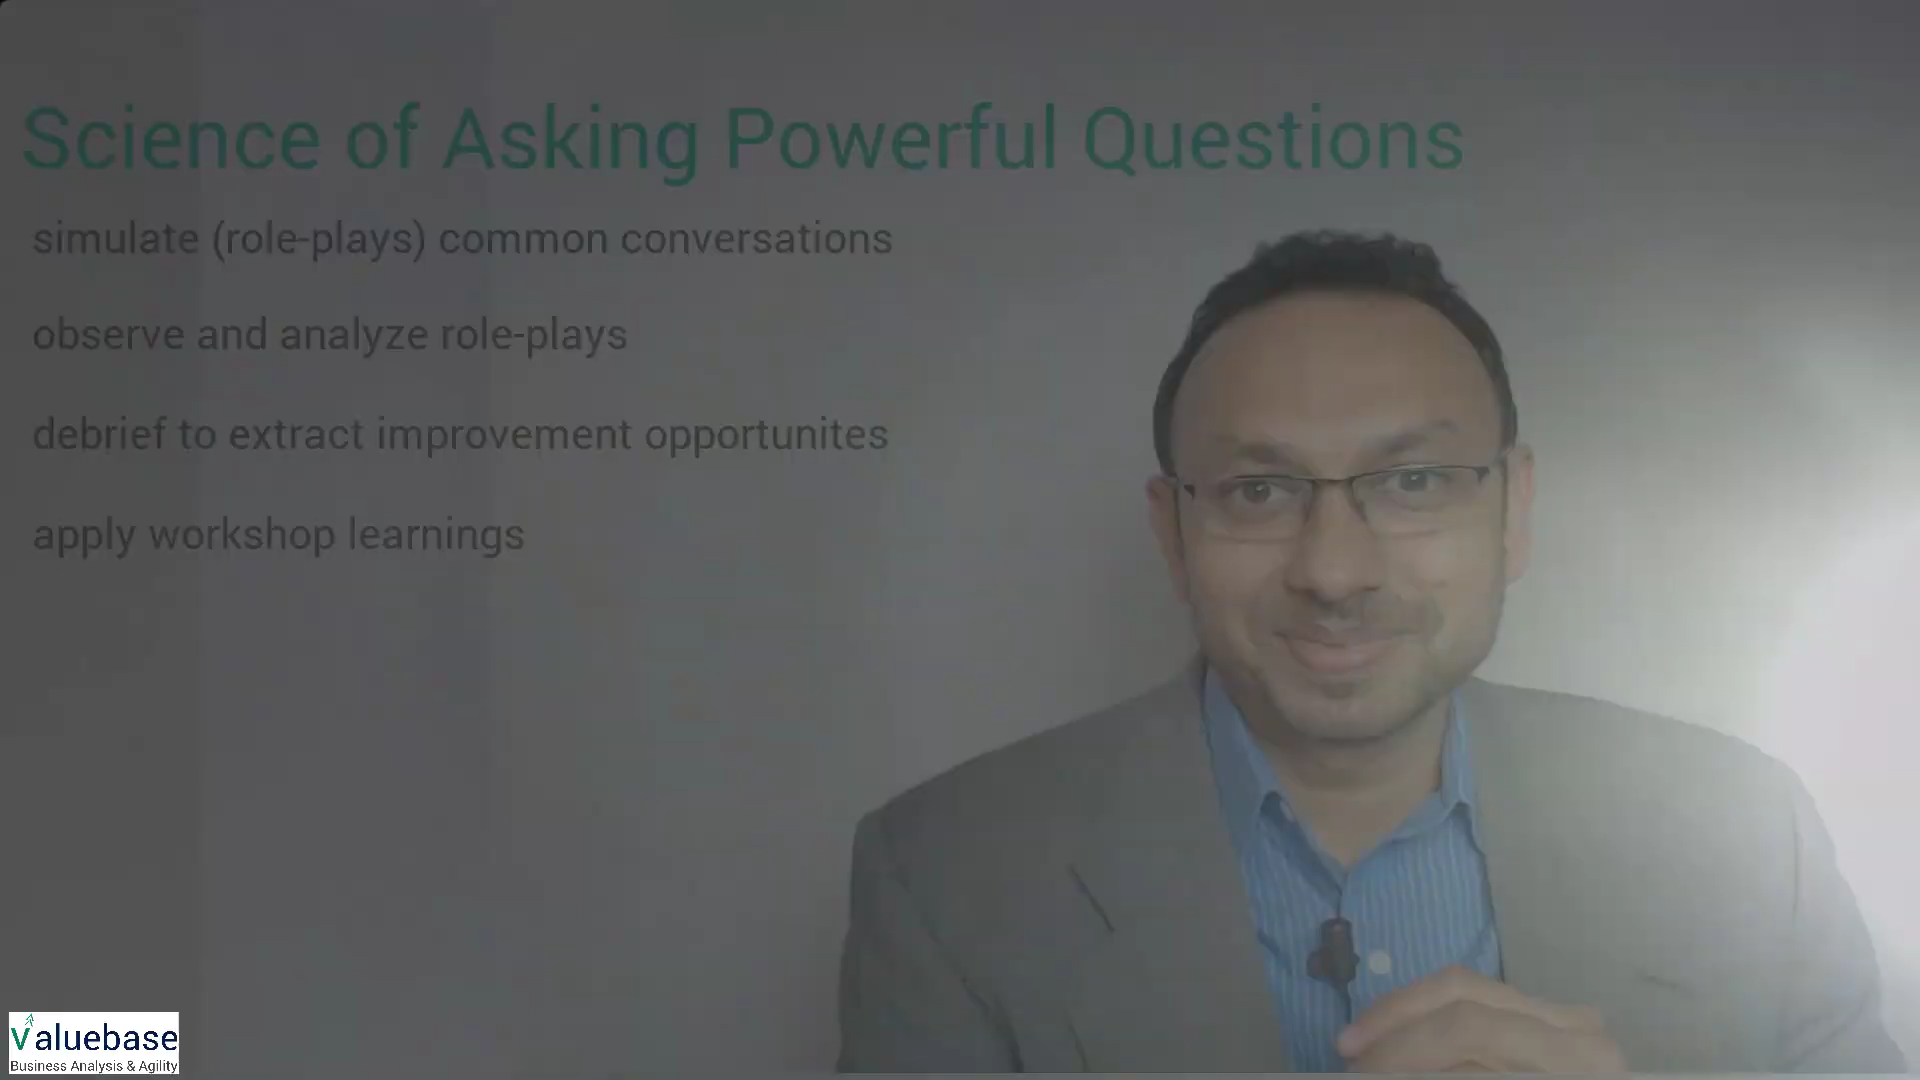 Science of Asking Powerful Questions
simulate (role-plays) common conversations
observe and analyze role-plays
debrief to extract improvement opportunites
apply workshop learnings
Valuebase
Business Analysis & Agility